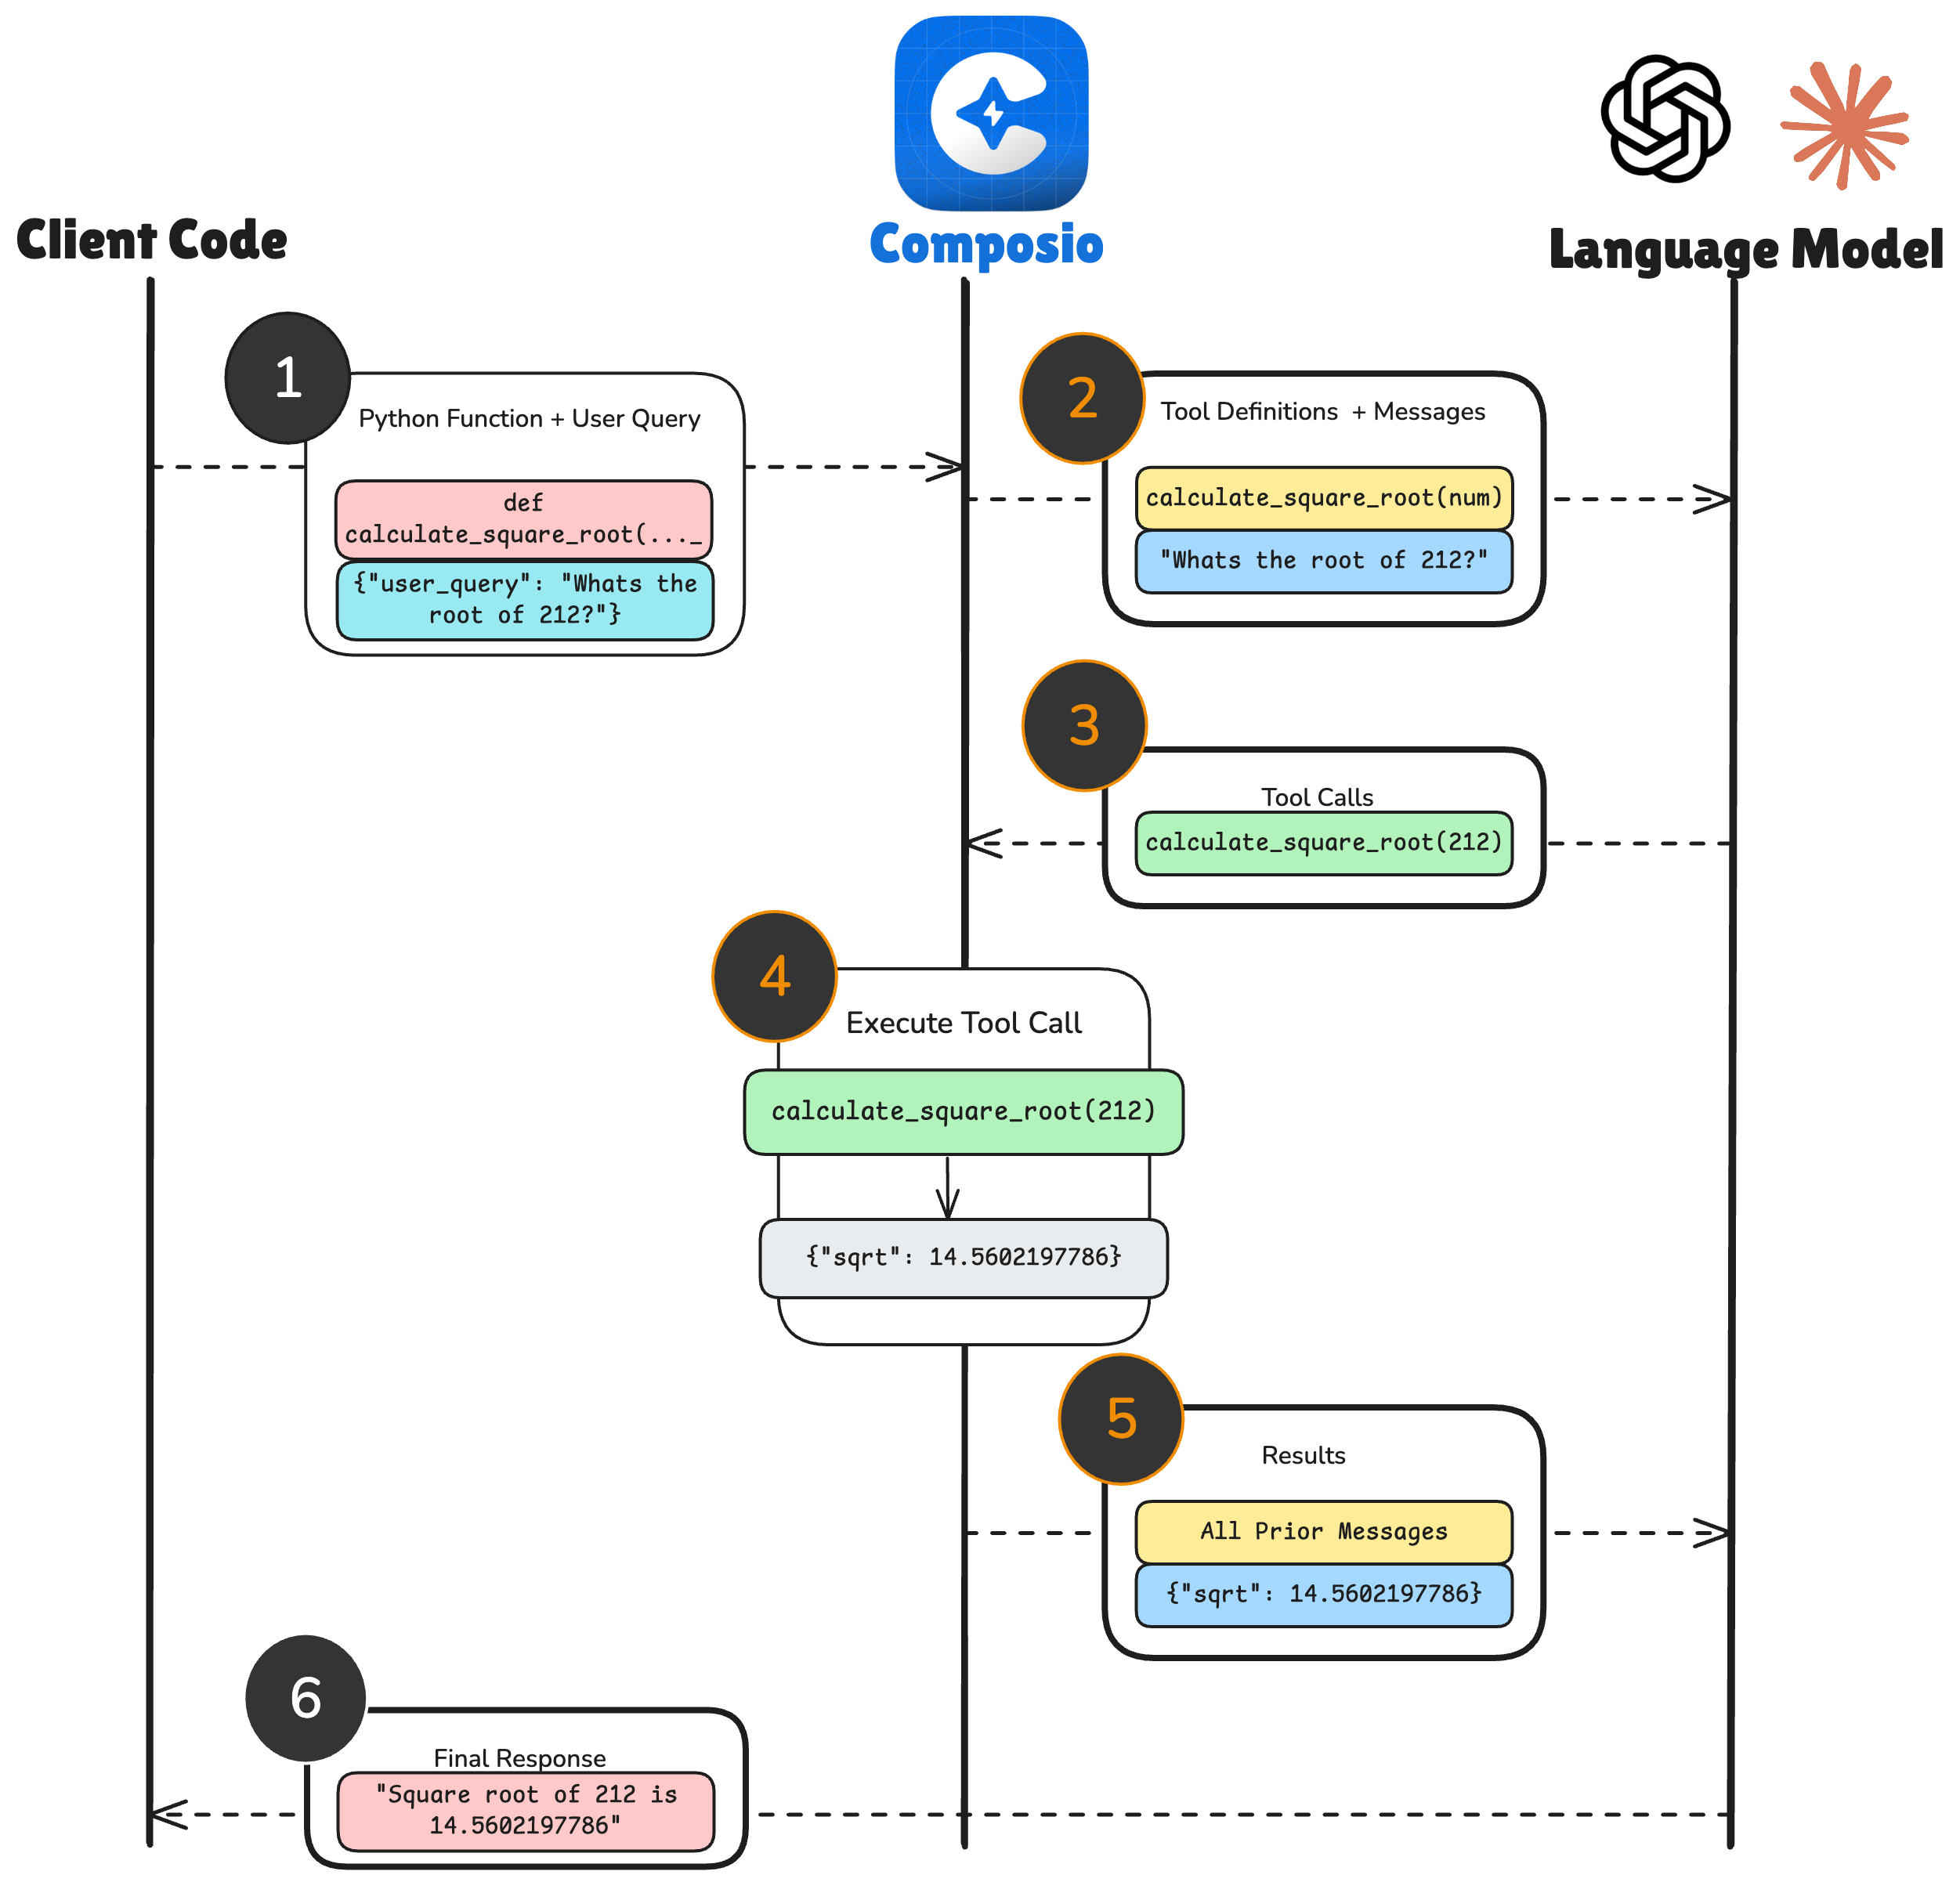 Client Code
Composio
Language Model
1
Python Function + User Query
def
calculate_square_root(..._
{"user_query": "Whats the
root of 212?"}
2
Tool Definitions + Messages
calculate_square_root(num)
"Whats the root of 212?"
3
Tool Calls
calculate_square_root(212)
4
Execute Tool Call
calculate_square_root(212)
{"sqrt": 14.5602197786}
5
Results
All Prior Messages
{"sqrt": 14.5602197786}
6
Final Response
"Square root of 212 is
14.5602197786"